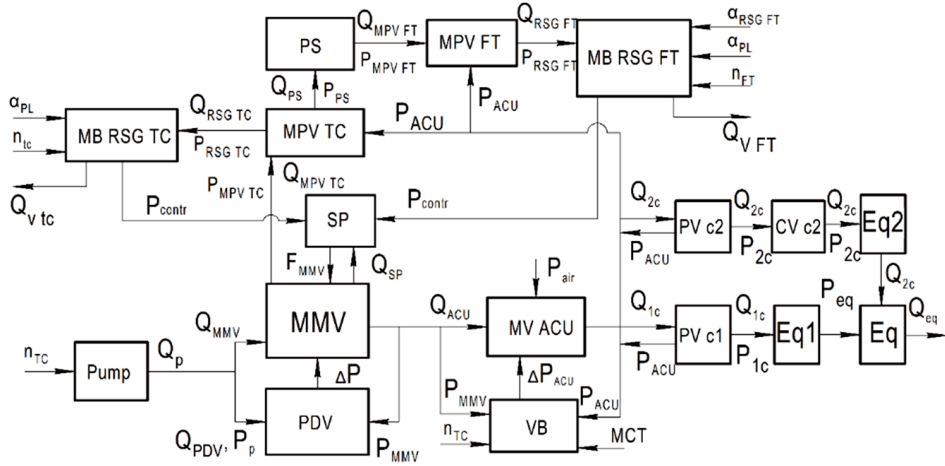 Q_MPV FT
Q_RSG FT
α_RSG FT
PS
MPV FT
MB RSG FT
α_PL
P_MPV FT
P_RSG FT
n_FT
Q_PS
P_PS
α_PL
Q_RSG TC
P_ACU
P_ACU
MB RSG TC
MPV TC
Q_V FT
n_tc
P_RSG TC
P_MPV TC
Q_MPV TC
Q_V tc
P_contr
SP
P_contr
Q_2c
Q_2c
Q_2c
PV c2
CV c2
Eq2
P_ACU
P_2c
P_2c
F_MMV
Q_SP
P_air
Q_2c
P_eq
Q_MMV
MMV
Q_ACU
MV ACU
Q_1c
Q_1c
Q_eq
PV c1
Eq1
Eq
n_TC
Q_p
P_ACU
P_1c
Pump
ΔP
ΔP_ACU
P_MMV
P_ACU
PDV
VB
n_TC
MCT
Q_PDV, P_p
P_MMV